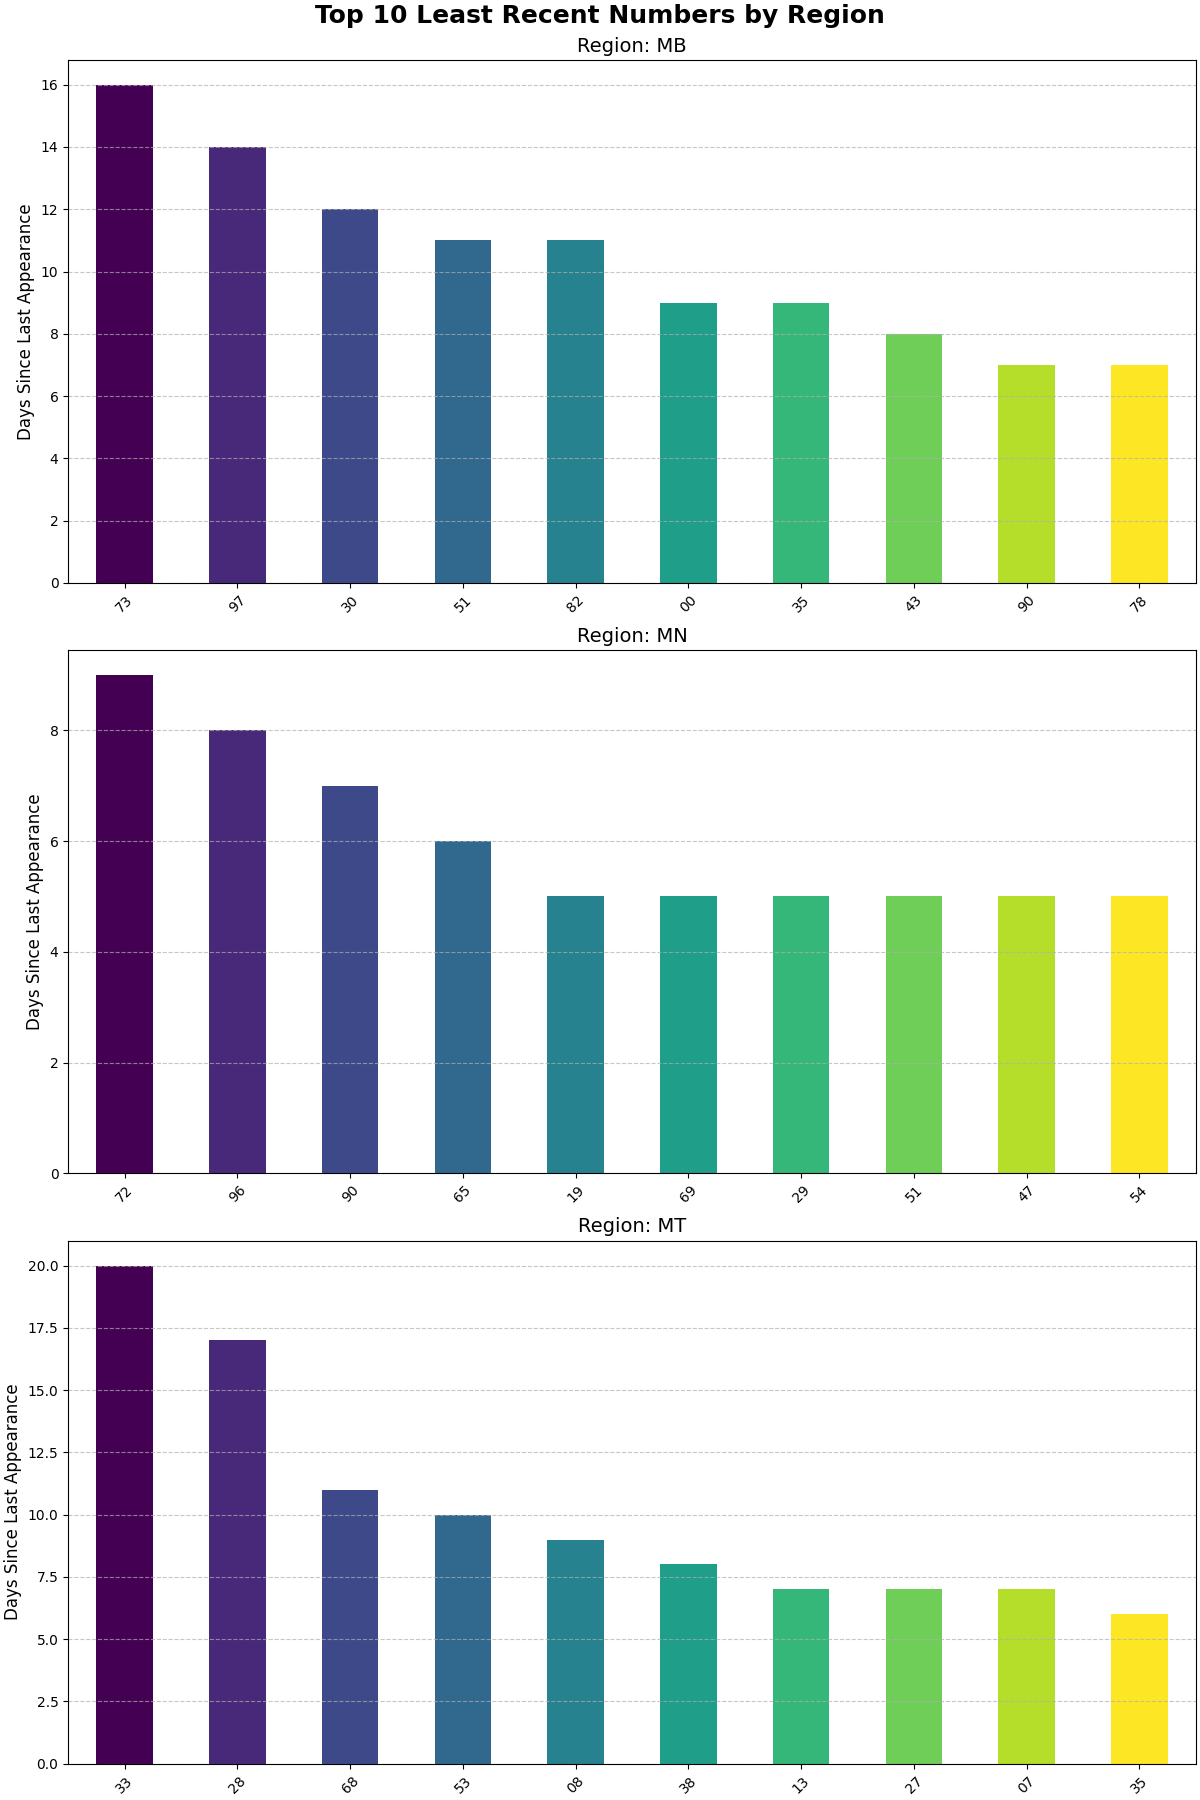 Top 10 Least Recent Numbers by Region
Region: MB
Days Since Last Appearance
16
14
12
10
8
6
4
2
0
73 97 30 51 82 00 35 43 90 78
Region: MN
Days Since Last Appearance
8
6
4
2
0
72 96 90 65 19 69 29 51 47 54
Region: MT
Days Since Last Appearance
20.0
17.5
15.0
12.5
10.0
7.5
5.0
2.5
0.0
33 28 68 53 08 38 13 27 07 35